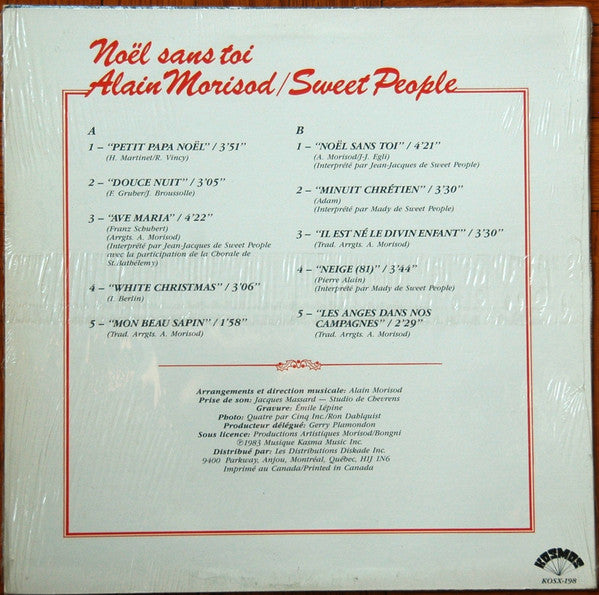 Noël sans toi
Alain Morisod/Sweet People
A
1 – “PETIT PAPA NOËL” / 3'51”
(H. Martinet/R. Vincy)
2 – “DOUCE NUIT” / 3'05”
(F. Gruber/J. Broussolle)
3 – “AVE MARIA” / 4'22”
(Franz Schubert)
(Arrgts. A. Morisod)
(Interprété par Jean-Jacques de Sweet People
avec la participation de la Chorale de
St.Bathélemy)
4 – “WHITE CHRISTMAS” / 3'06”
(I. Berlin)
5 – “MON BEAU SAPIN” / 1'58”
(Trad. Arrgts. A. Morisod)
B
1 – “NOËL SANS TOI” / 4'21”
(A. Morisod/J-J. Egli)
(Interprété par Jean-Jacques de Sweet People)
2 – “MINUIT CHRÉTIEN” / 3'30”
(Adam)
(Interprété par Mady de Sweet People)
3 – “IL EST NÉ LE DIVIN ENFANT” / 3'30”
(Trad. Arrgts. A. Morisod)
4 – “NEIGE (81)” / 3'44”
(Pierre Alain)
(Interprété par Mady de Sweet People)
5 – “LES ANGES DANS NOS
CAMPAGNES” / 2'29”
(Trad. Arrgts. A. Morisod)
Arrangements et direction musicale: Alain Morisod
Prise de son: Jacques Massard — Studio de Chevrens
Gravure: Émile Lépine
Photo: Quatre par Cinq Inc./Ron Dahlquist
Producteur délégué: Gerry Plamondon
Sous licence: Productions Artistiques Morisod/Bongni
℗1983 Musique Kasma Music Inc.
Distribué par: Les Distributions Diskade Inc.
9400 Parkway, Anjou, Montréal, Québec, H1J 1N6
Imprimé au Canada/Printed in Canada
KOSMOS
KOSX-198